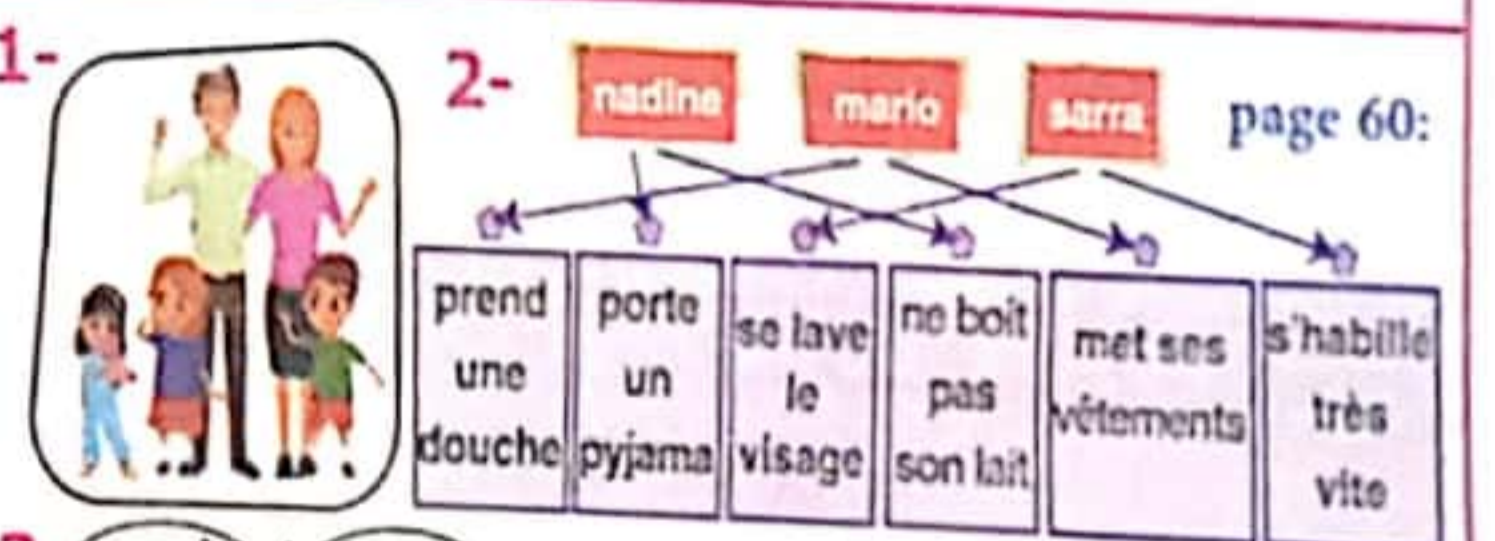 1-
2-
nadine
mario
sarra
page 60:
prend
une
douche
porte
un
pyjama
se lave
le
visage
ne boit
pas
son lait
met ses
vêtements
s'habille
très
vite